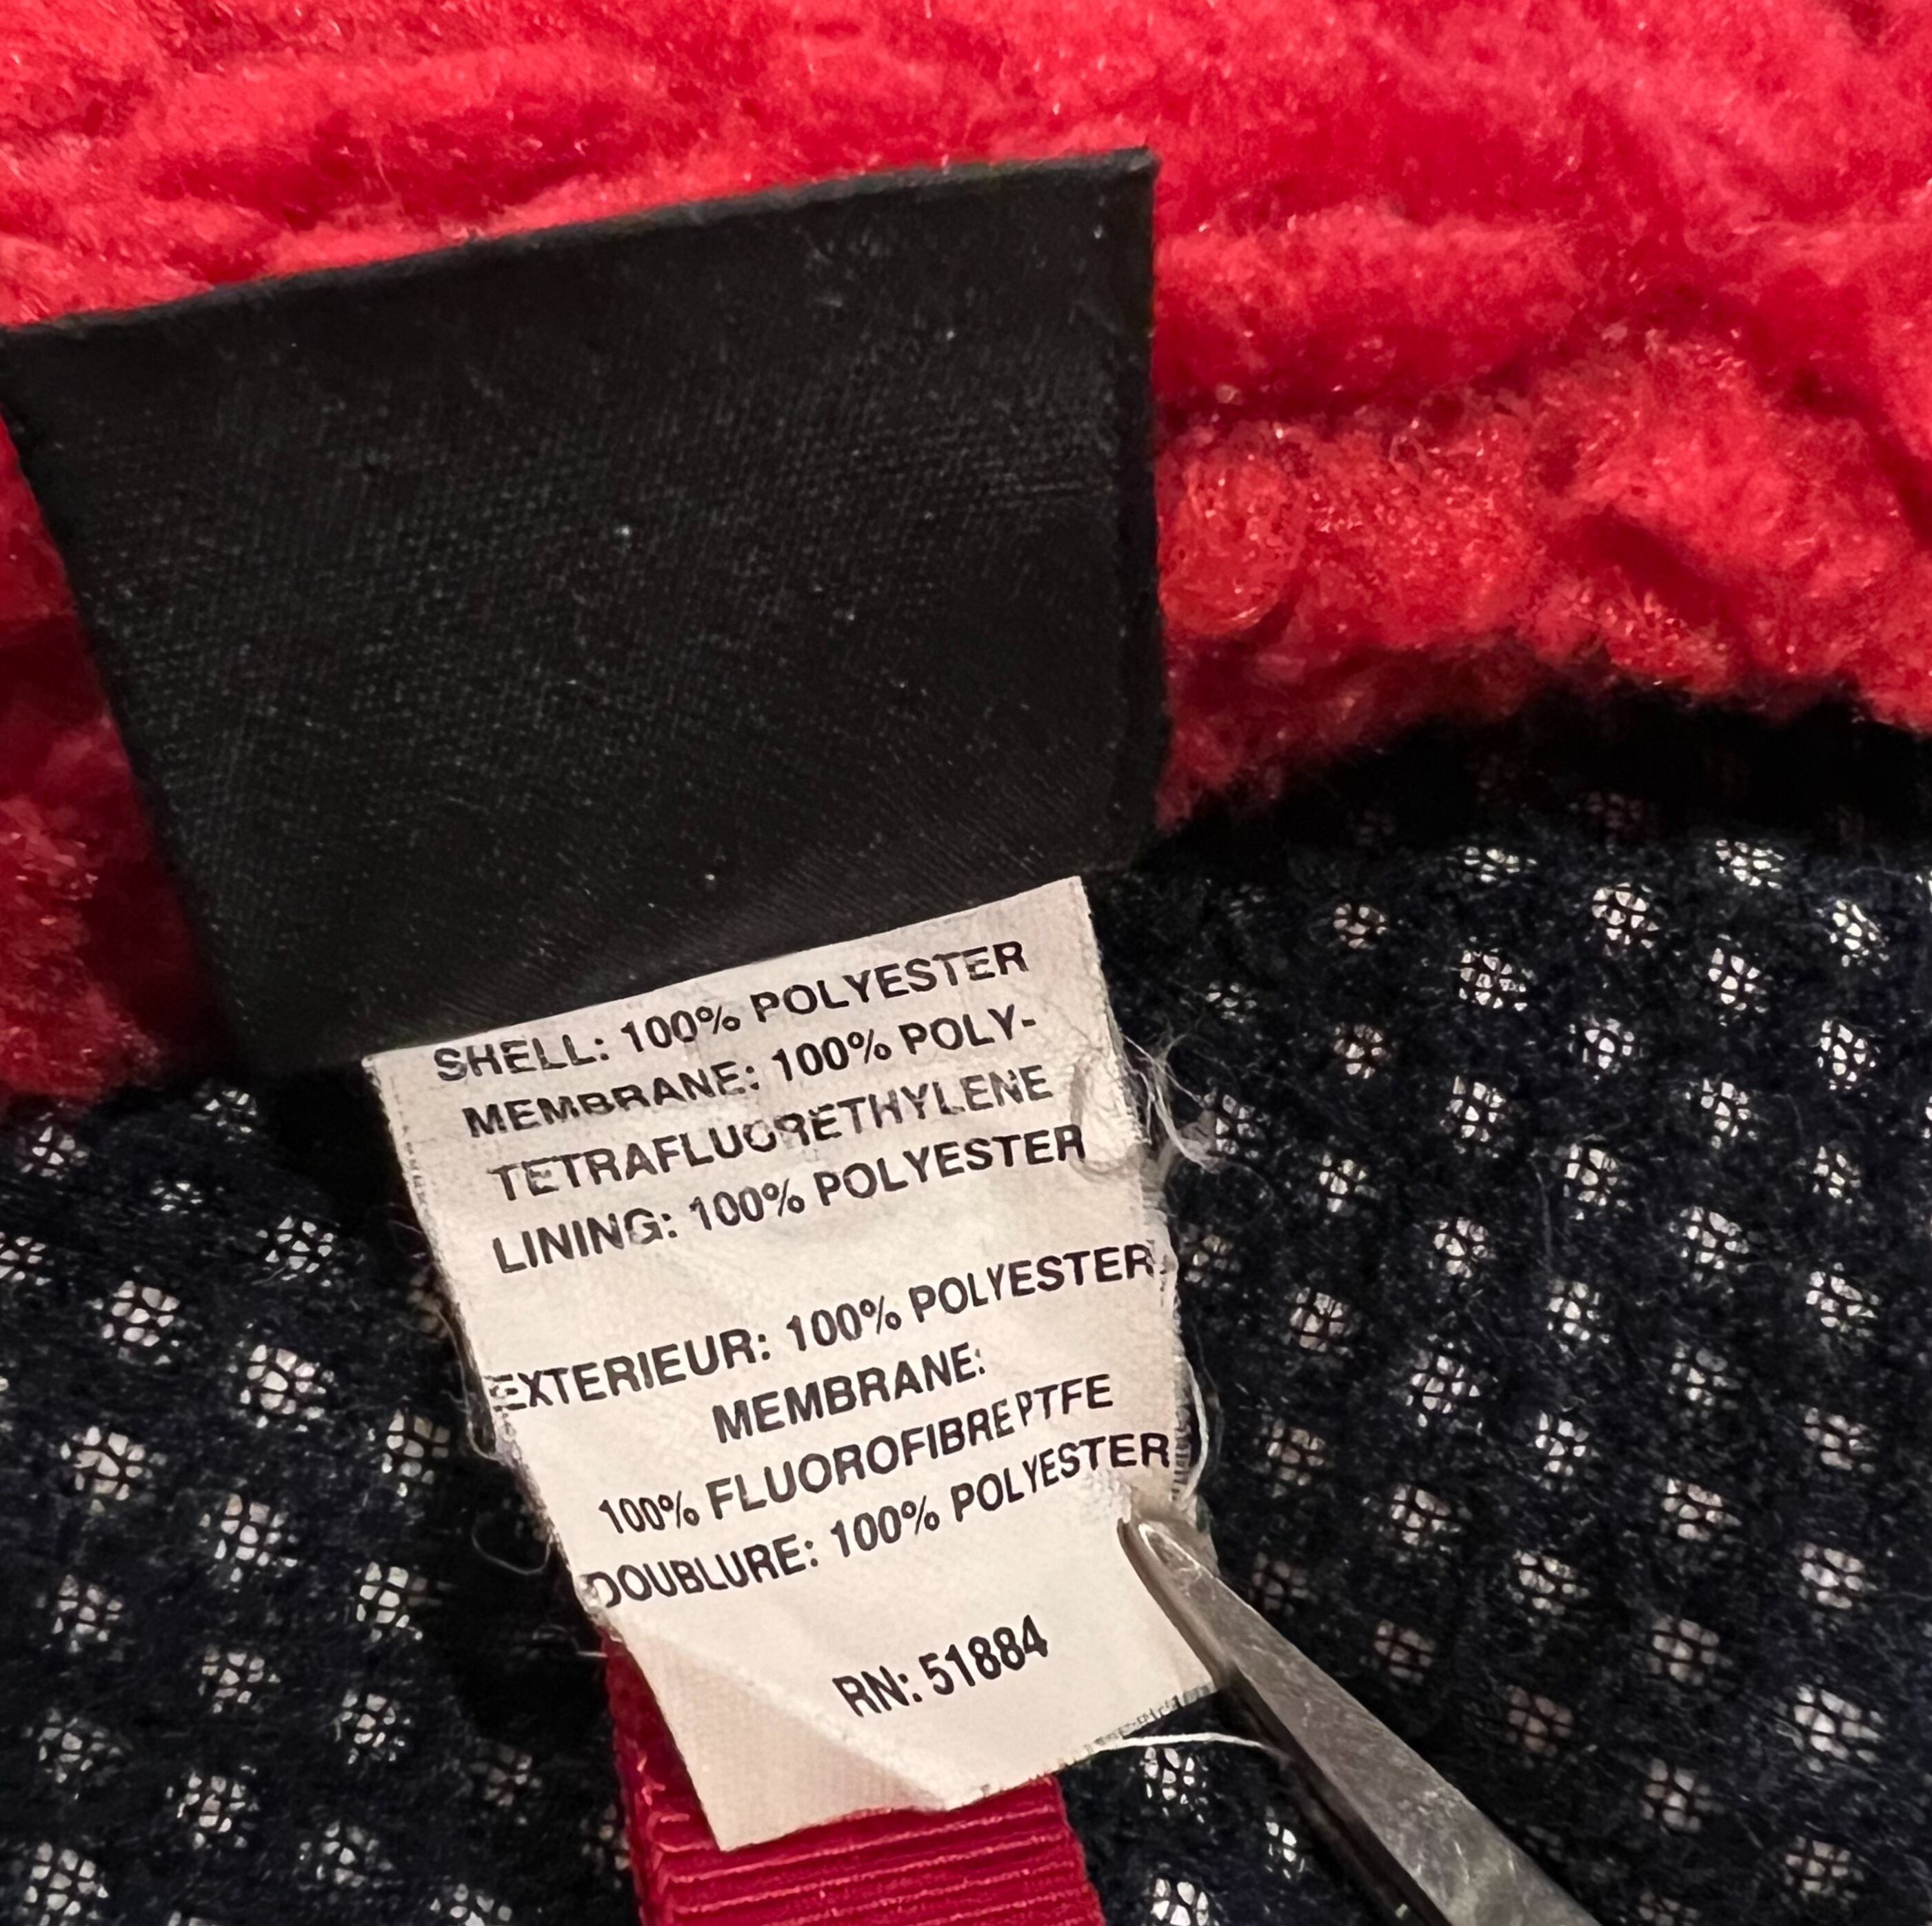 SHELL: 100% POLYESTER
MEMBRANE: 100% POLY-
TETRAFLUORETHYLENE
LINING: 100% POLYESTER
EXTERIEUR: 100% POLYESTER
MEMBRANE:
100% FLUOROFIBRE PTFE
DOUBLURE: 100% POLYESTER
RN: 51884